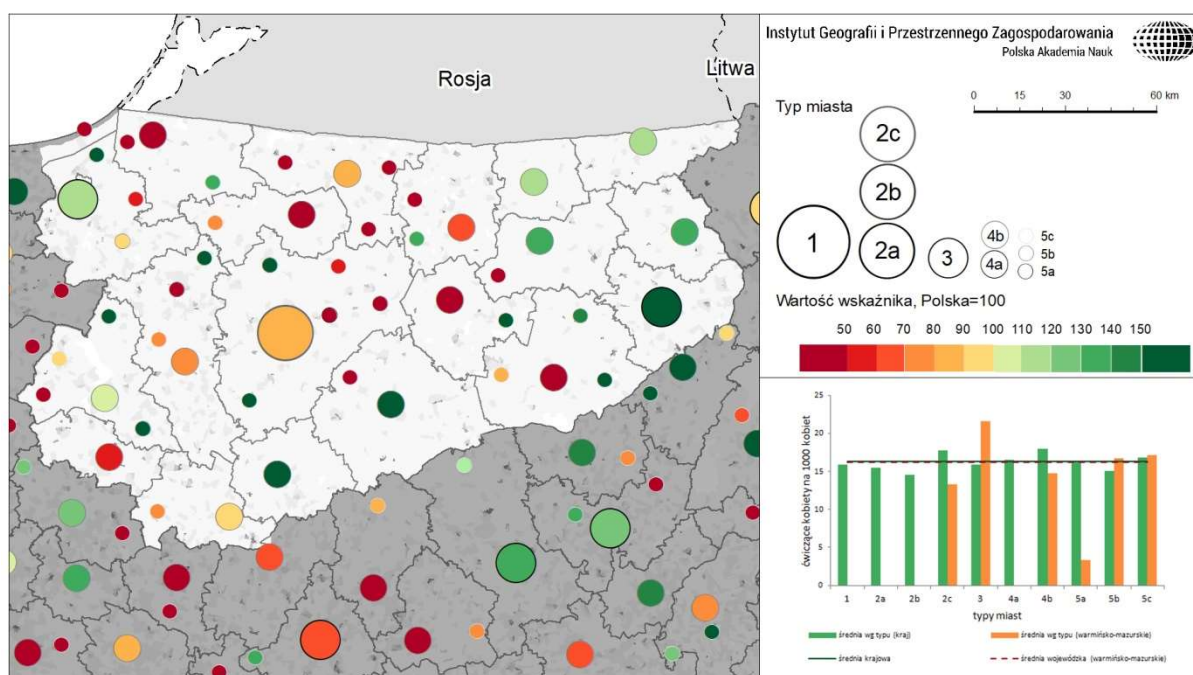 Rosja
Litwa
Instytut Geografii i Przestrzennego Zagospodarowania
Polska Akademia Nauk
0 15 30 60 km
Typ miasta
2c
2b
1
2a
3
4b
4a
5c
5b
5a
Wartość wskaźnika, Polska=100
50 60 70 80 90 100 110 120 130 140 150
ćwiczące kobiety na 1000 kobiet
25
20
15
10
5
0
1 2a 2b 2c 3 4a 4b 5a 5b 5c
typy miast
średnia wg typu (kraj)
średnia wg typu (warmińsko-mazurskie)
średnia krajowa
średnia wojewódzka (warmińsko-mazurskie)